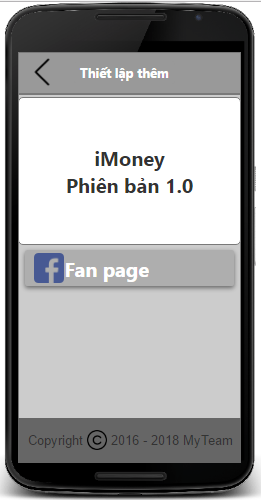 Thiết lập thêm
iMoney
Phiên bản 1.0
Fan page
Copyright © 2016 - 2018 MyTeam